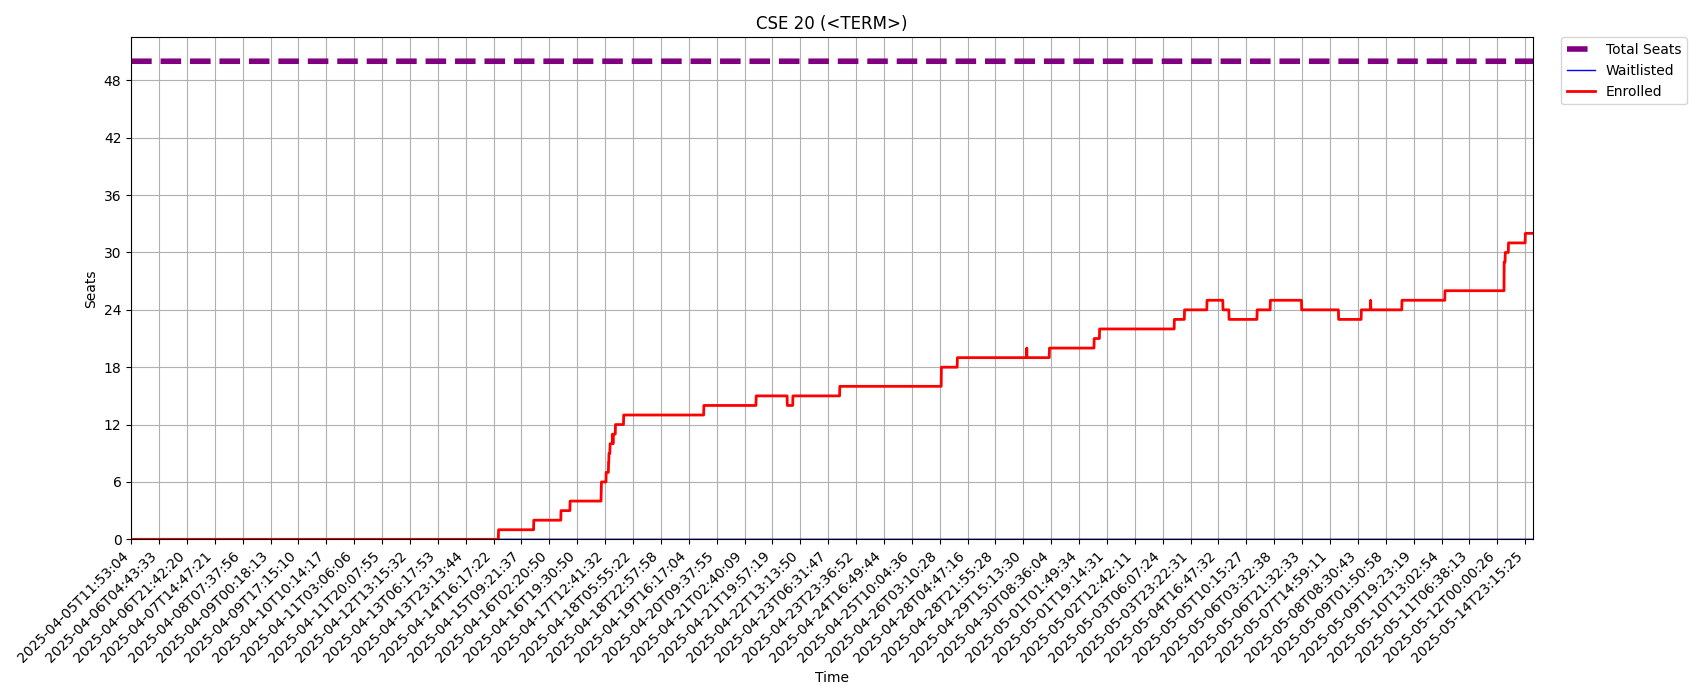 CSE 20 (<TERM>)
Total Seats
Waitlisted
Enrolled
48
42
36
30
24
18
12
6
0
Seats
2025-04-05T11:53:04
2025-04-06T04:43:33
2025-04-06T21:42:20
2025-04-07T14:47:21
2025-04-08T07:37:56
2025-04-09T00:18:13
2025-04-09T17:15:10
2025-04-10T10:14:17
2025-04-11T03:06:06
2025-04-11T20:07:55
2025-04-12T13:15:32
2025-04-13T06:17:53
2025-04-13T23:13:44
2025-04-14T16:17:22
2025-04-15T09:21:37
2025-04-16T02:20:50
2025-04-16T19:30:50
2025-04-17T12:41:32
2025-04-18T05:55:22
2025-04-18T22:57:58
2025-04-19T16:17:04
2025-04-20T09:37:55
2025-04-21T02:40:09
2025-04-21T19:57:19
2025-04-22T13:13:50
2025-04-23T06:31:47
2025-04-23T23:36:52
2025-04-24T16:49:44
2025-04-25T10:04:36
2025-04-26T03:10:28
2025-04-28T04:47:16
2025-04-28T21:55:28
2025-04-29T15:13:30
2025-04-30T08:36:04
2025-05-01T01:49:34
2025-05-01T19:14:31
2025-05-02T12:42:11
2025-05-03T06:07:24
2025-05-03T23:22:31
2025-05-04T16:47:32
2025-05-05T10:15:27
2025-05-06T03:32:38
2025-05-06T21:32:33
2025-05-07T14:59:11
2025-05-08T08:30:43
2025-05-09T01:50:58
2025-05-09T19:23:19
2025-05-10T13:02:54
2025-05-11T06:38:13
2025-05-12T00:00:26
2025-05-14T23:15:25
Time